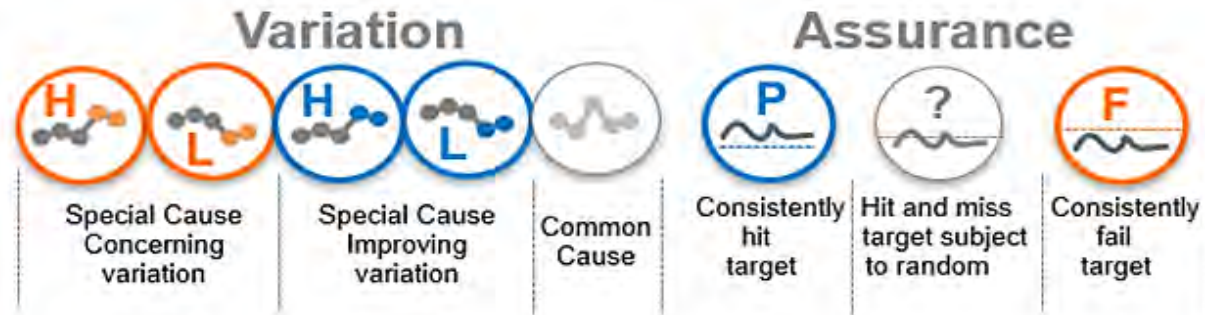 Variation
Assurance
H
L
H
L
P
?
F
Special Cause
Concerning
variation
Special Cause
Improving
variation
Common
Cause
Consistently
hit
target
Hit and miss
target subject
to random
Consistently
fail
target